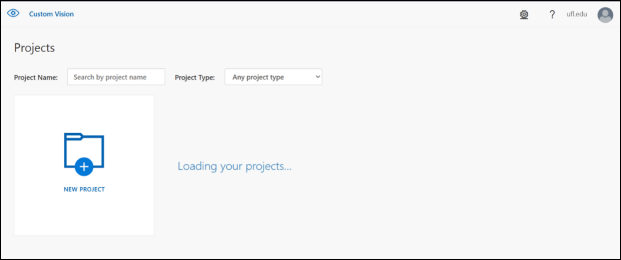 Custom Vision ? ufl.edu
Projects
Project Name: Search by project name Project Type: Any project type
Loading your projects...
NEW PROJECT